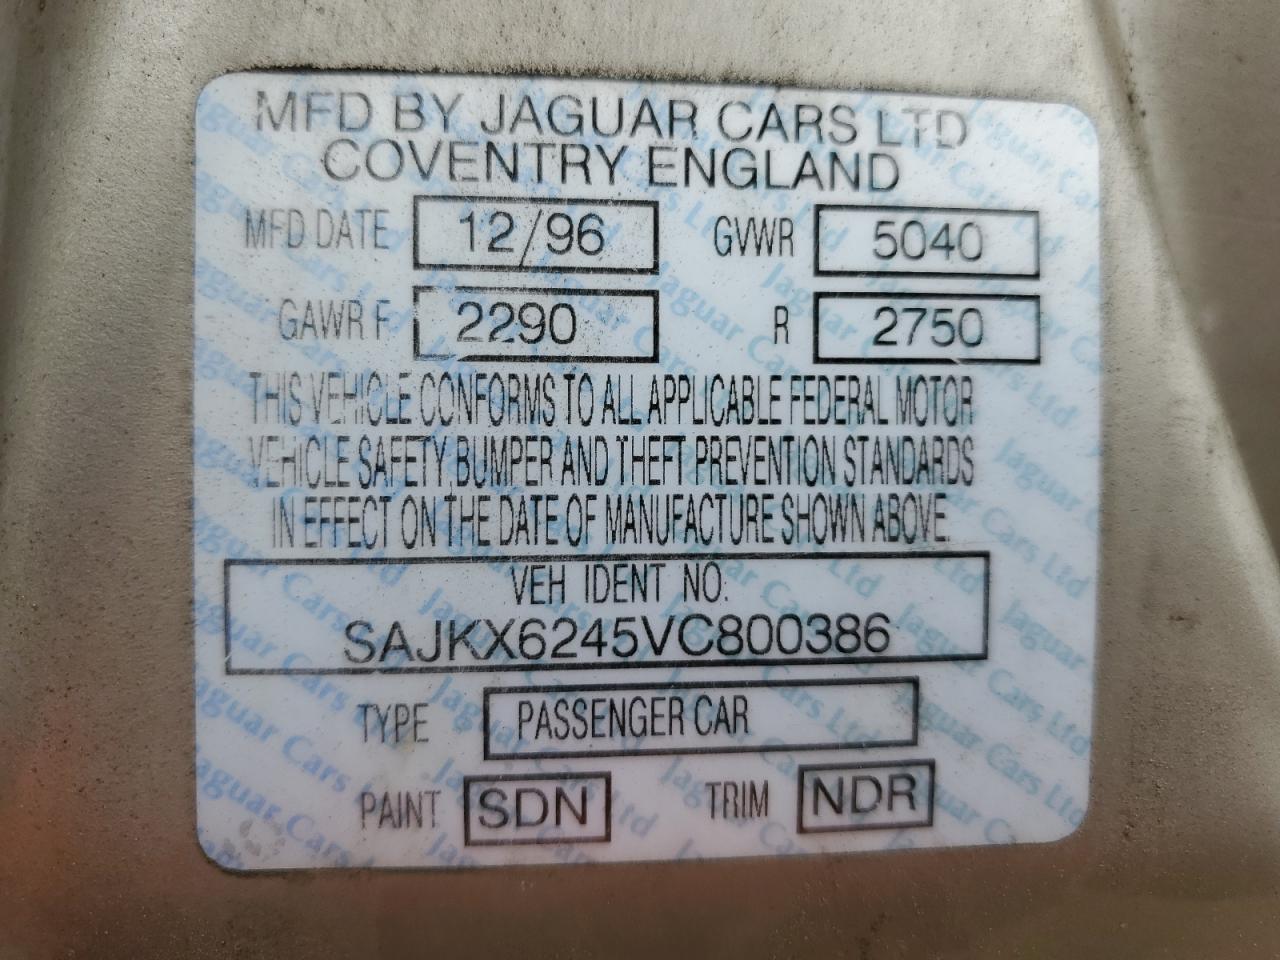 MFD BY JAGUAR CARS LTD
COVENTRY ENGLAND
MFD DATE 12/96 GVWR 5040
GAWR F 2290 R 2750
THIS VEHICLE CONFORMS TO ALL APPLICABLE FEDERAL MOTOR
VEHICLE SAFETY, BUMPER AND THEFT PREVENTION STANDARDS
IN EFFECT ON THE DATE OF MANUFACTURE SHOWN ABOVE.
VEH IDENT NO:
SAJKX6245VC800386
TYPE PASSENGER CAR
PAINT SDN TRIM NDR